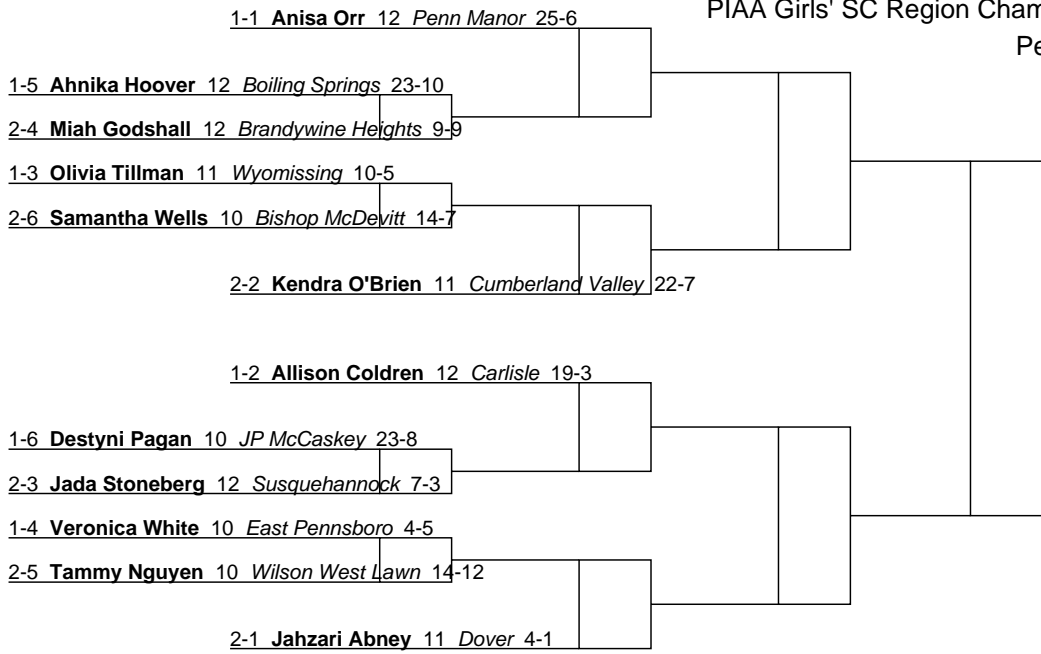 PIAA Girls' SC Region Cham
Pe
1-1 Anisa Orr 12 Penn Manor 25-6
1-5 Ahnika Hoover 12 Boiling Springs 23-10
2-4 Miah Godshall 12 Brandywine Heights 9-9
1-3 Olivia Tillman 11 Wyomissing 10-5
2-6 Samantha Wells 10 Bishop McDevitt 14-7
2-2 Kendra O'Brien 11 Cumberland Valley 22-7
1-2 Allison Coldren 12 Carlisle 19-3
1-6 Destyni Pagan 10 JP McCaskey 23-8
2-3 Jada Stoneberg 12 Susquehannock 7-3
1-4 Veronica White 10 East Pennsboro 4-5
2-5 Tammy Nguyen 10 Wilson West Lawn 14-12
2-1 Jahzari Abney 11 Dover 4-1